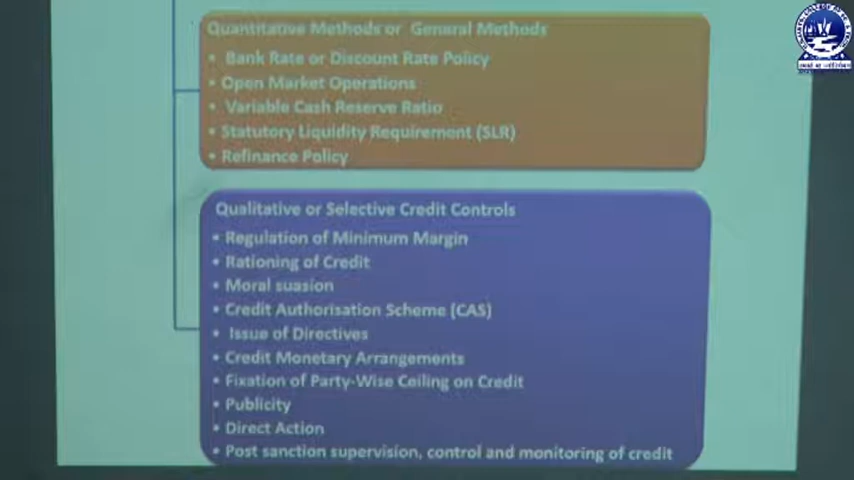 Quantitative Methods or General Methods
• Bank Rate or Discount Rate Policy
• Open Market Operations
• Variable Cash Reserve Ratio
• Statutory Liquidity Requirement (SLR)
• Refinance Policy
Qualitative or Selective Credit Controls
• Regulation of Minimum Margin
• Rationing of Credit
• Moral suasion
• Credit Authorisation Scheme (CAS)
• Issue of Directives
• Credit Monetary Arrangements
• Fixation of Party-Wise Ceiling on Credit
• Publicity
• Direct Action
• Post sanction supervision, control and monitoring of credit